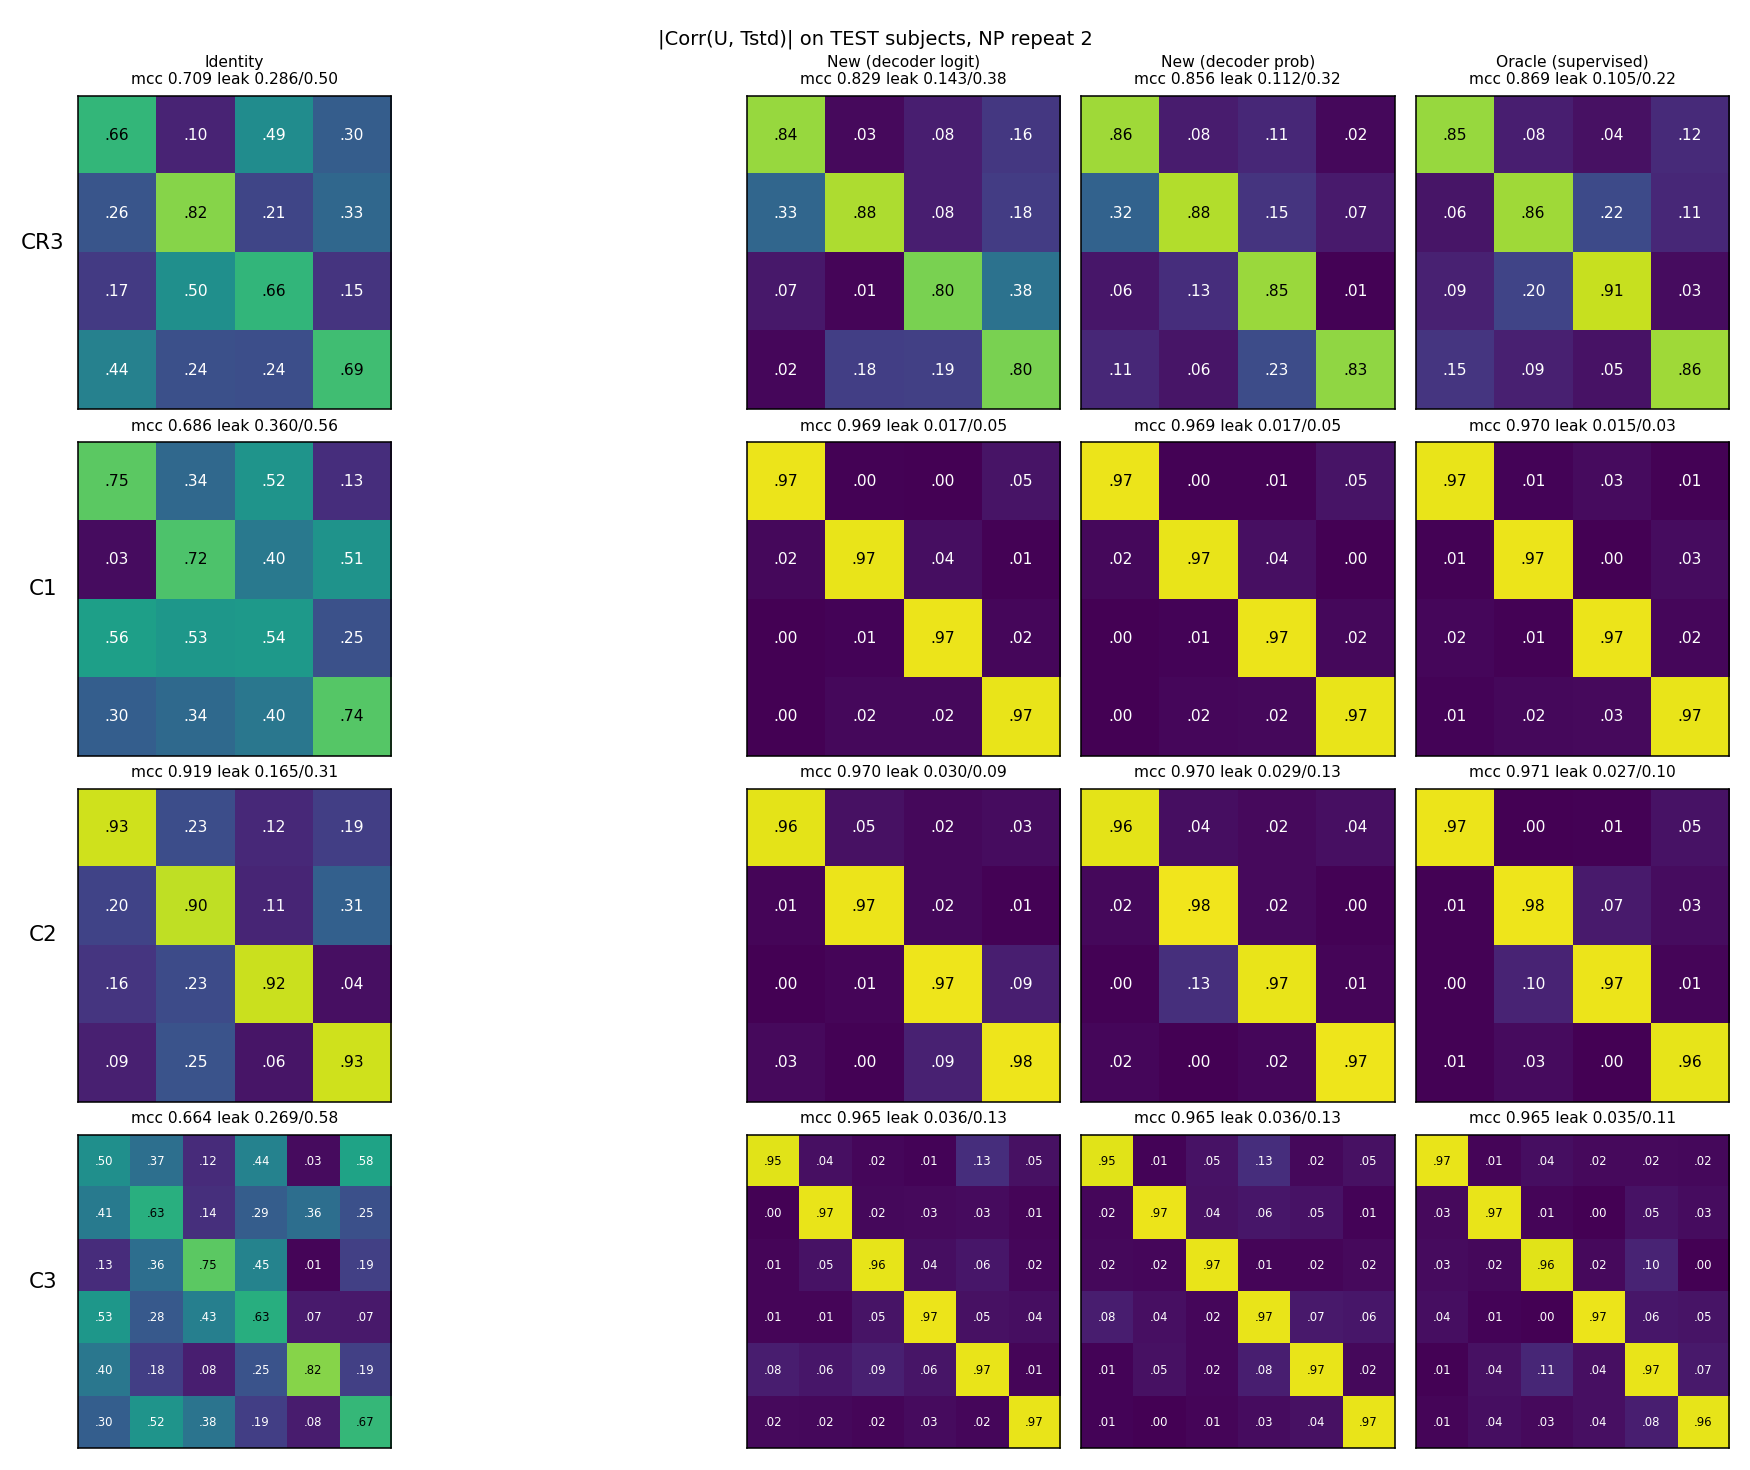 |Corr(U, Tstd)| on TEST subjects, NP repeat 2
Identity
mcc 0.709 leak 0.286/0.50
New (decoder logit)
mcc 0.829 leak 0.143/0.38
New (decoder prob)
mcc 0.856 leak 0.112/0.32
Oracle (supervised)
mcc 0.869 leak 0.105/0.22
CR3
.66 .10 .49 .30
.26 .82 .21 .33
.17 .50 .66 .15
.44 .24 .24 .69
.84 .03 .08 .16
.33 .88 .08 .18
.07 .01 .80 .38
.02 .18 .19 .80
.86 .08 .11 .02
.32 .88 .15 .07
.06 .13 .85 .01
.11 .06 .23 .83
.85 .08 .04 .12
.06 .86 .22 .11
.09 .20 .91 .03
.15 .09 .05 .86
C1
mcc 0.686 leak 0.360/0.56
.75 .34 .52 .13
.03 .72 .40 .51
.56 .53 .54 .25
.30 .34 .40 .74
mcc 0.969 leak 0.017/0.05
.97 .00 .00 .05
.02 .97 .04 .01
.00 .01 .97 .02
.00 .02 .02 .97
mcc 0.969 leak 0.017/0.05
.97 .00 .01 .05
.02 .97 .04 .00
.00 .01 .97 .02
.00 .02 .02 .97
mcc 0.970 leak 0.015/0.03
.97 .01 .03 .01
.01 .97 .00 .03
.02 .01 .97 .02
.01 .02 .03 .97
C2
mcc 0.919 leak 0.165/0.31
.93 .23 .12 .19
.20 .90 .11 .31
.16 .23 .92 .04
.09 .25 .06 .93
mcc 0.970 leak 0.030/0.09
.96 .05 .02 .03
.01 .97 .02 .01
.00 .01 .97 .09
.03 .00 .09 .98
mcc 0.970 leak 0.029/0.13
.96 .04 .02 .04
.02 .98 .02 .00
.00 .13 .97 .01
.02 .00 .02 .97
mcc 0.971 leak 0.027/0.10
.97 .00 .01 .05
.01 .98 .07 .03
.00 .10 .97 .01
.01 .03 .00 .96
C3
mcc 0.664 leak 0.269/0.58
.50 .37 .12 .44 .03 .58
.41 .63 .14 .29 .36 .25
.13 .36 .75 .45 .01 .19
.53 .28 .43 .63 .07 .07
.40 .18 .08 .25 .82 .19
.30 .52 .38 .19 .08 .67
mcc 0.965 leak 0.036/0.13
.95 .04 .02 .01 .13 .05
.00 .97 .02 .03 .03 .01
.01 .05 .96 .04 .06 .02
.01 .01 .05 .97 .05 .04
.08 .06 .09 .06 .97 .01
.02 .02 .02 .03 .02 .97
mcc 0.965 leak 0.036/0.13
.95 .01 .05 .13 .02 .05
.02 .97 .04 .06 .05 .01
.02 .02 .97 .01 .02 .02
.08 .04 .02 .97 .07 .06
.01 .05 .02 .08 .97 .02
.01 .00 .01 .03 .04 .97
mcc 0.965 leak 0.035/0.11
.97 .01 .04 .02 .02 .02
.03 .97 .01 .00 .05 .03
.03 .02 .96 .02 .10 .00
.04 .01 .00 .97 .06 .05
.01 .04 .11 .04 .97 .07
.01 .04 .03 .04 .08 .96